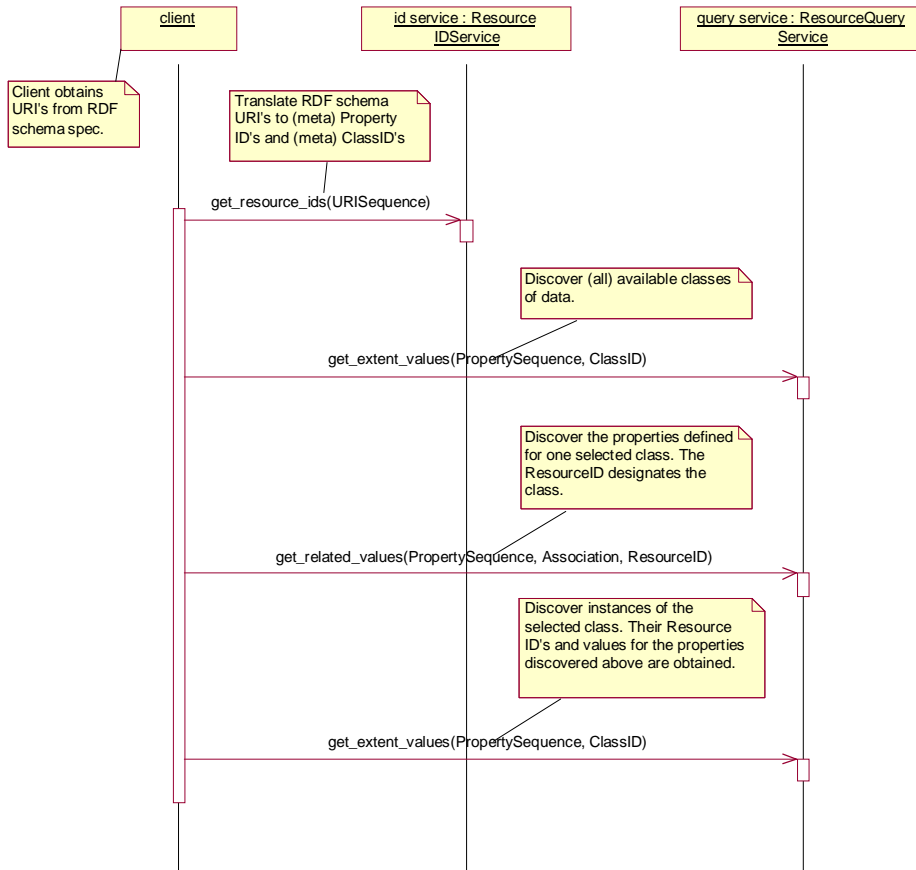 client
id service : Resource
IDService
query service : ResourceQuery
Service
Client obtains
URI's from RDF
schema spec.
Translate RDF schema
URI's to (meta) Property
ID's and (meta) ClassID's
get_resource_ids(URISequence)
Discover (all) available classes
of data.
get_extent_values(PropertySequence, ClassID)
Discover the properties defined
for one selected class. The
ResourceID designates the
class.
get_related_values(PropertySequence, Association, ResourceID)
Discover instances of the
selected class. Their Resource
ID's and values for the properties
discovered above are obtained.
get_extent_values(PropertySequence, ClassID)